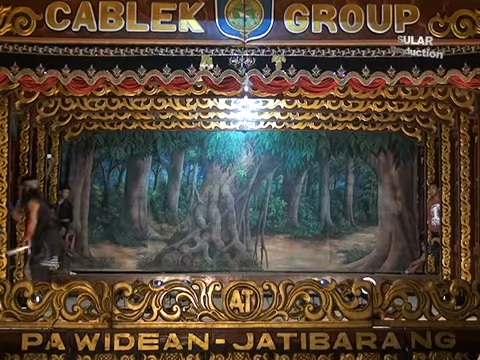 CABLEK GROUP
SULAR
production
AT
PAWIDEAN-JATIBARANG